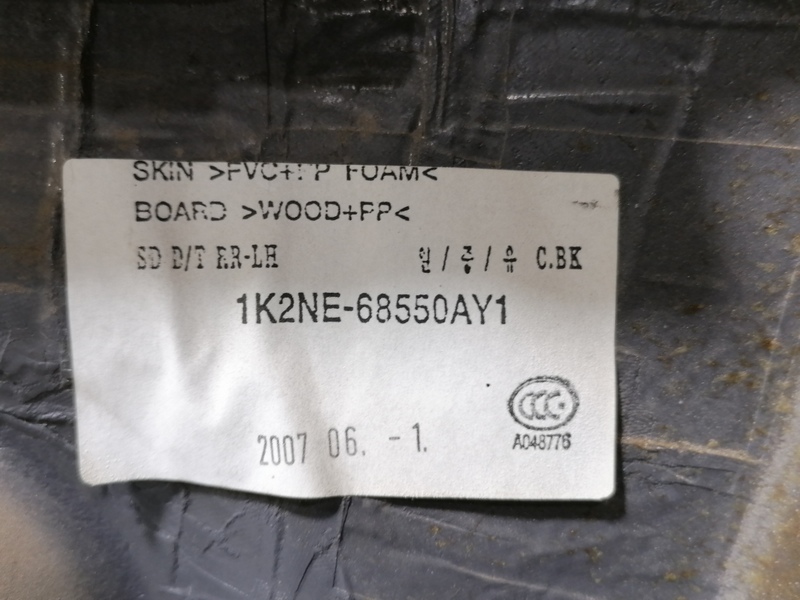 SKIN >PVC+PP FOAM<
BOARD >WOOD+PP<
SD D/T RR-LH 일/중/유 C.BK
1K2NE-68550AY1
CCC
2007 06. -1.
A048776